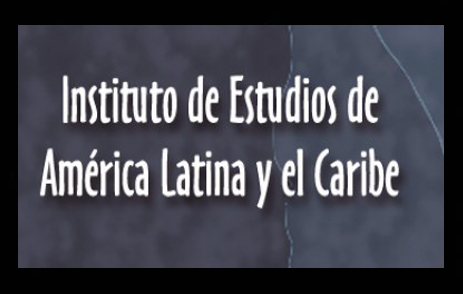 Instituto de Estudios de
América Latina y el Caribe